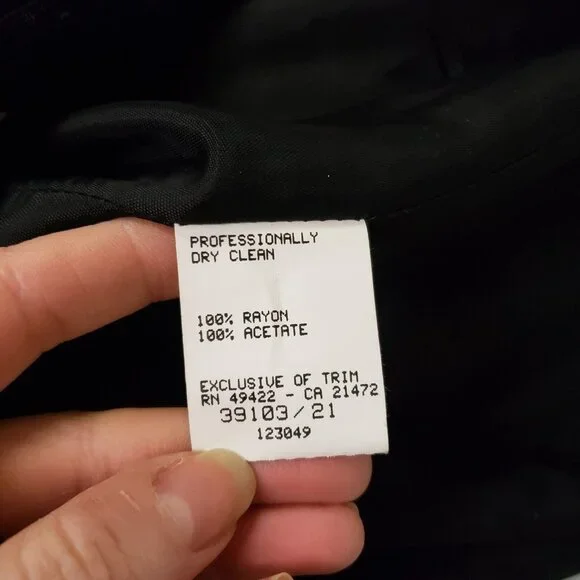 PROFESSIONALLY
DRY CLEAN
100% RAYON
100% ACETATE
EXCLUSIVE OF TRIM
RN 49422 - CA 21472
39103/21
123049